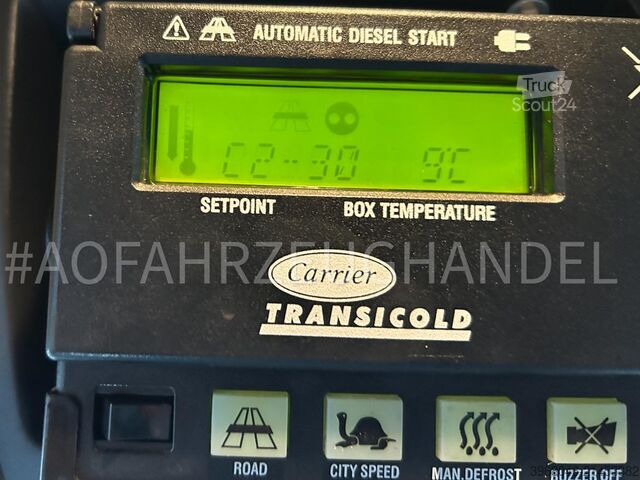 AUTOMATIC DIESEL START
Truck
Scout24
C2-30 9°C
SETPOINT BOX TEMPERATURE
#AOFAHRZEUGHANDEL
Carrier
TRANSICOLD
ROAD CITY SPEED MAN.DEFROST BUZZER OFF